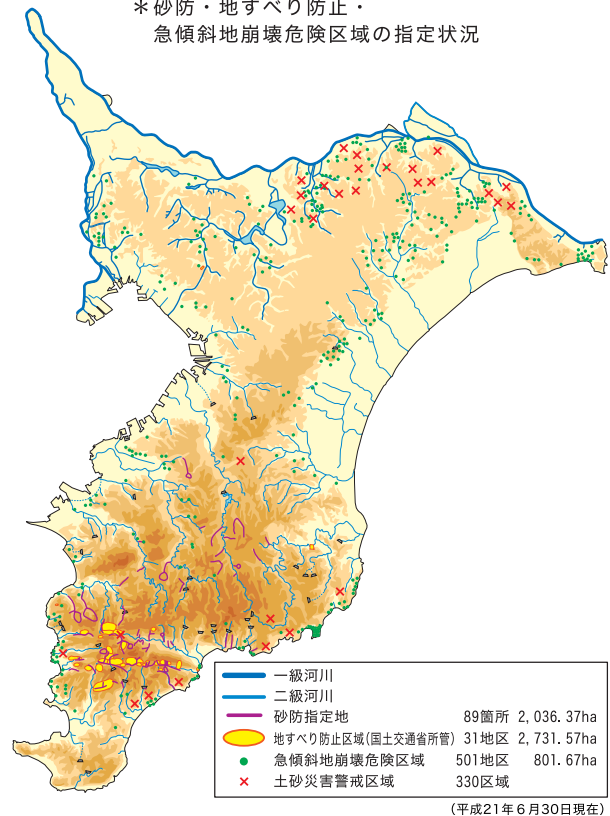 ＊砂防・地すべり防止・
急傾斜地崩壊危険区域の指定状況
一級河川
二級河川
砂防指定地 89箇所 2,036.37ha
地すべり防止区域(国土交通省所管) 31地区 2,731.57ha
急傾斜地崩壊危険区域 501地区 801.67ha
土砂災害警戒区域 330区域
（平成21年６月30日現在）